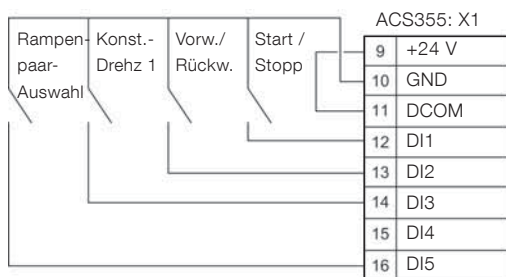 ACS355: X1
Rampen-
paar-
Auswahl
Konst.-
Drehz 1
Vorw./
Rückw.
Start /
Stopp
9 +24 V
10 GND
11 DCOM
12 DI1
13 DI2
14 DI3
15 DI4
16 DI5